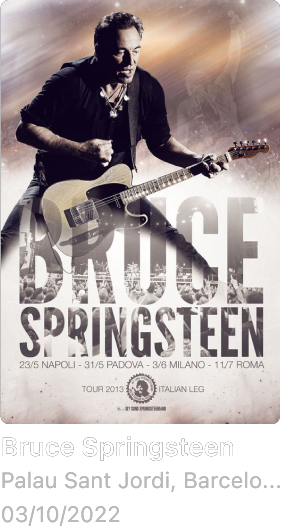 BRUCE
SPRINGSTEEN
23/5 NAPOLI - 31/5 PADOVA - 3/6 MILANO - 11/7 ROMA
TOUR 2013 ITALIAN LEG
Bruce Springsteen
Palau Sant Jordi, Barcelo...
03/10/2022